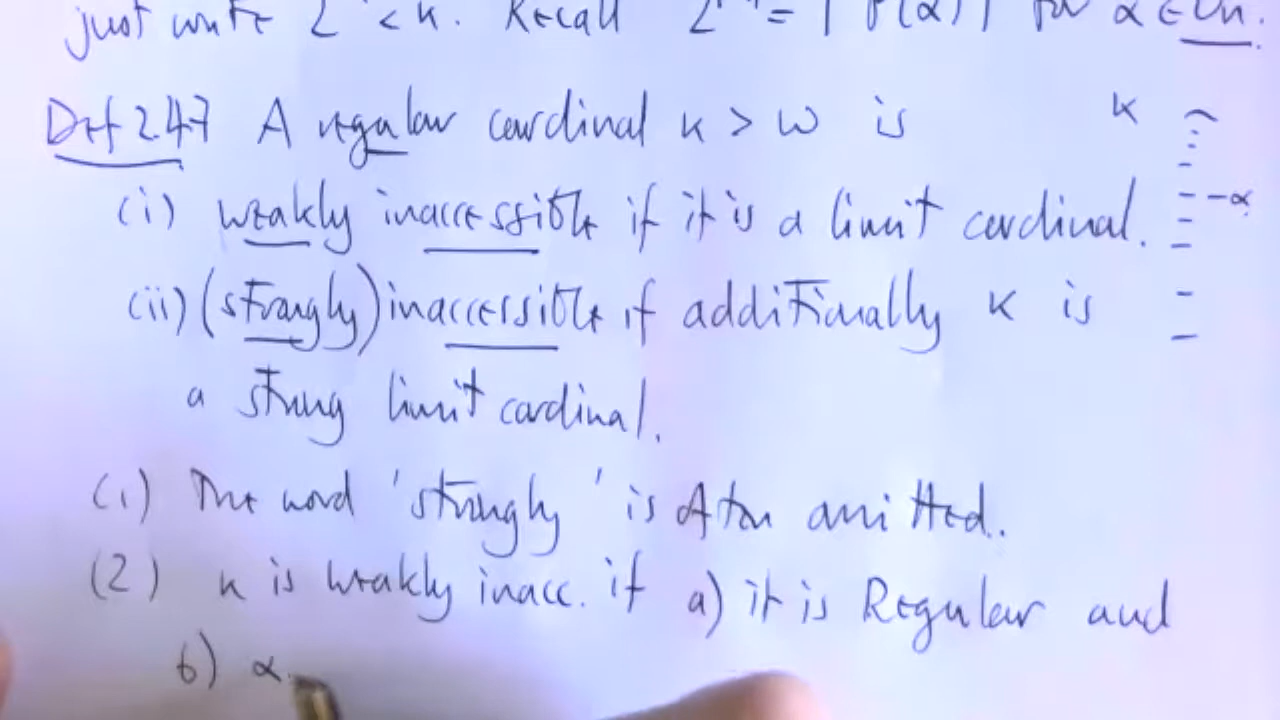 just write 2 < κ. Recall 2 = |P(α)| for α ∈ On.
Def 2.47 A regular cardinal κ > ω is
κ
-α
(i) weakly inaccessible if it is a limit cardinal.
(ii) (strongly) inaccessible if additionally κ is
a strong limit cardinal.
(1) The word 'strongly' is often omitted.
(2) κ is weakly inacc. if a) it is Regular and
b) α